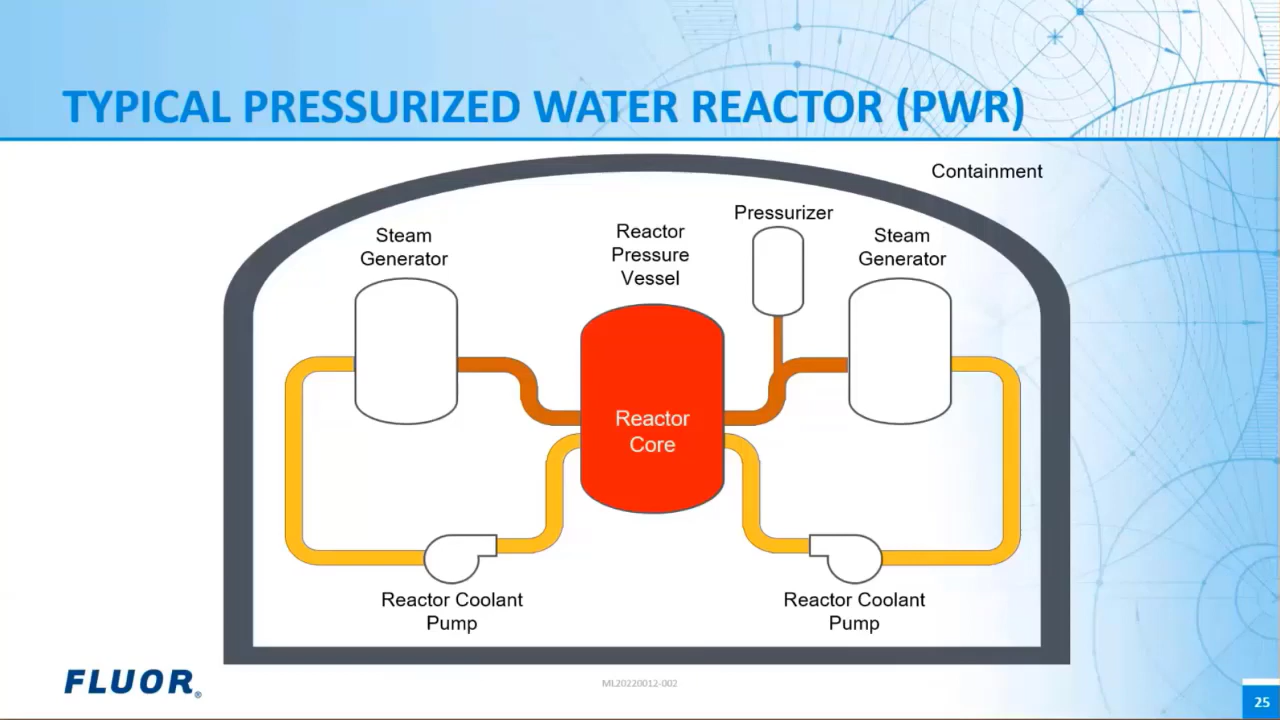 TYPICAL PRESSURIZED WATER REACTOR (PWR)
Containment
Pressurizer
Steam
Generator
Reactor
Pressure
Vessel
Steam
Generator
Reactor
Core
Reactor Coolant
Pump
Reactor Coolant
Pump
FLUOR®
ML20220012-002
25